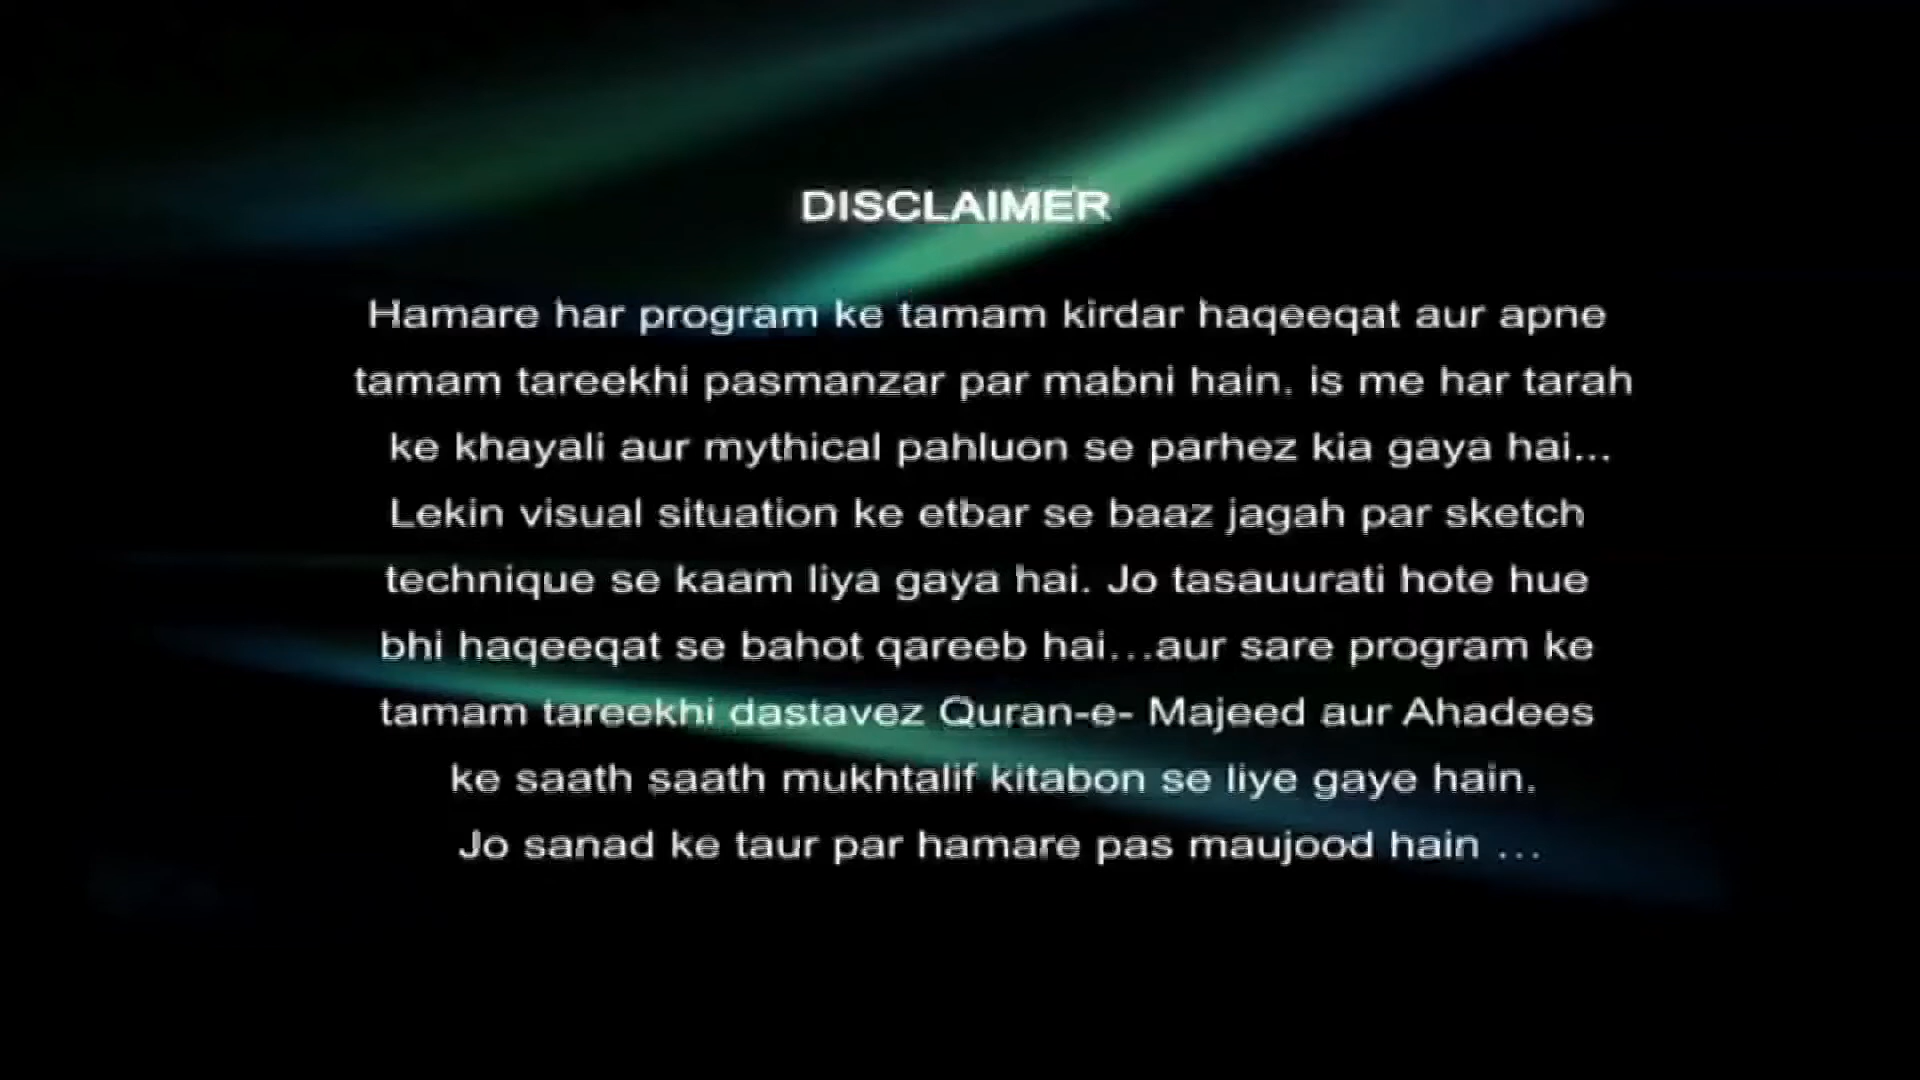 DISCLAIMER
Hamare har program ke tamam kirdar haqeeqat aur apne
tamam tareekhi pasmanzar par mabni hain. is me har tarah
ke khayali aur mythical pahluon se parhez kia gaya hai...
Lekin visual situation ke etbar se baaz jagah par sketch
technique se kaam liya gaya hai. Jo tasauurati hote hue
bhi haqeeqat se bahot qareeb hai...aur sare program ke
tamam tareekhi dastavez Quran-e- Majeed aur Ahadees
ke saath saath mukhtalif kitabon se liye gaye hain.
Jo sanad ke taur par hamare pas maujood hain ...